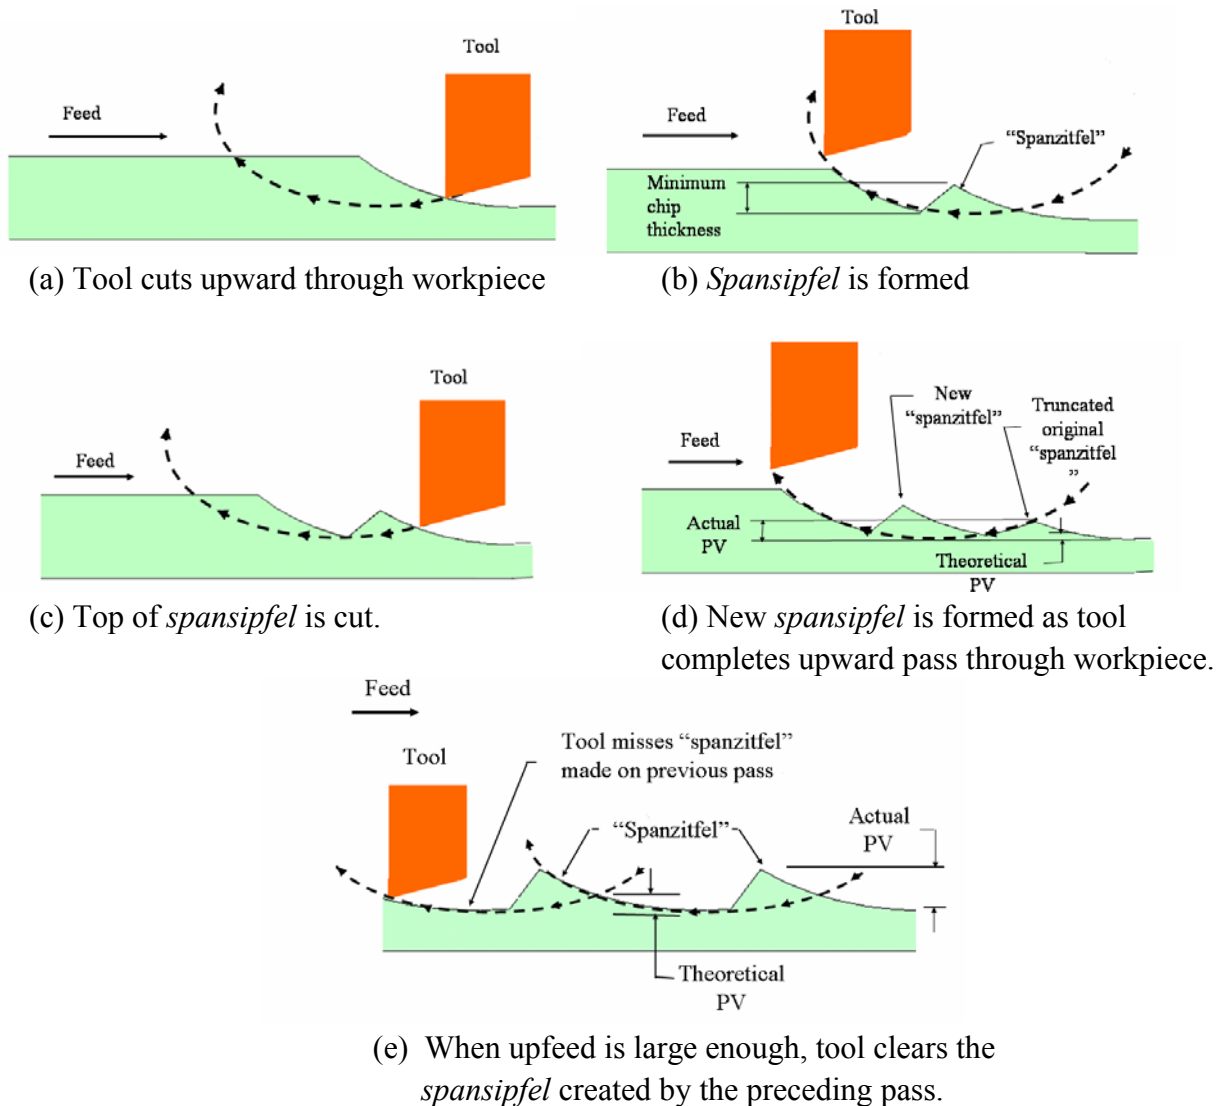 Tool
Feed
(a) Tool cuts upward through workpiece
Tool
Feed
“Spanzitfel”
Minimum
chip
thickness
(b) Spansipfel is formed
Tool
Feed
(c) Top of spansipfel is cut.
New
“spanzitfel”
Truncated
original
“spanzitfel
”
Feed
Actual
PV
Theoretical
PV
(d) New spansipfel is formed as tool
completes upward pass through workpiece.
Feed
Tool misses “spanzitfel”
made on previous pass
Tool
“Spanzitfel”
Actual
PV
Theoretical
PV
(e) When upfeed is large enough, tool clears the
spansipfel created by the preceding pass.